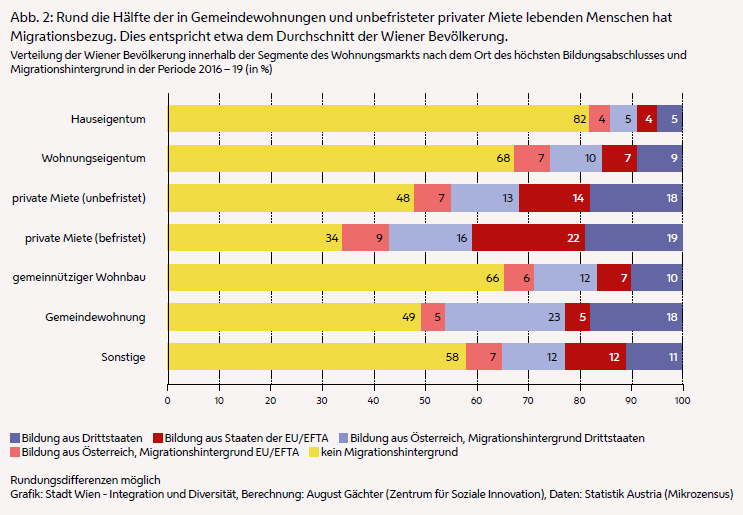 Abb. 2: Rund die Hälfte der in Gemeindewohnungen und unbefristeter privater Miete lebenden Menschen hat
Migrationsbezug. Dies entspricht etwa dem Durchschnitt der Wiener Bevölkerung.
Verteilung der Wiener Bevölkerung innerhalb der Segmente des Wohnungsmarkts nach dem Ort des höchsten Bildungsabschlusses und
Migrationshintergrund in der Periode 2016 – 19 (in %)
Hauseigentum 82 4 5 4 5
Wohnungseigentum 68 7 10 7 9
private Miete (unbefristet) 48 7 13 14 18
private Miete (befristet) 34 9 16 22 19
gemeinnütziger Wohnbau 66 6 12 7 10
Gemeindewohnung 49 5 23 5 18
Sonstige 58 7 12 12 11
0 10 20 30 40 50 60 70 80 90 100
Bildung aus Drittstaaten Bildung aus Staaten der EU/EFTA Bildung aus Österreich, Migrationshintergrund Drittstaaten
Bildung aus Österreich, Migrationshintergrund EU/EFTA kein Migrationshintergrund
Rundungsdifferenzen möglich
Grafik: Stadt Wien - Integration und Diversität, Berechnung: August Gächter (Zentrum für Soziale Innovation), Daten: Statistik Austria (Mikrozensus)